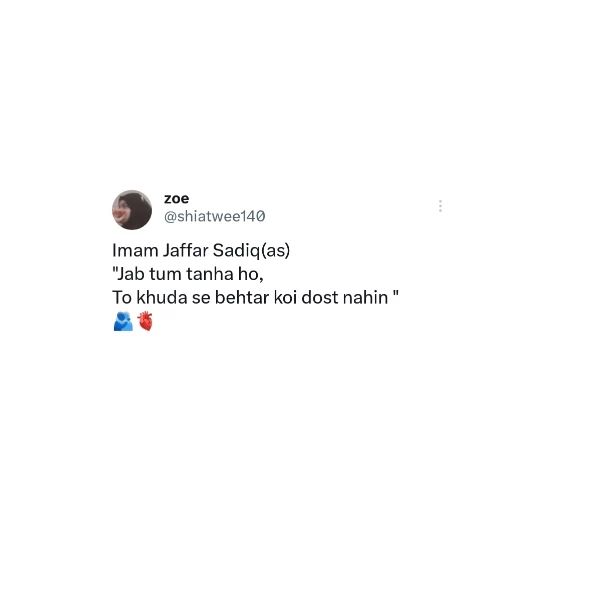 zoe
@shiatwee140
Imam Jaffar Sadiq(as)
"Jab tum tanha ho,
To khuda se behtar koi dost nahin "
🫂🫀